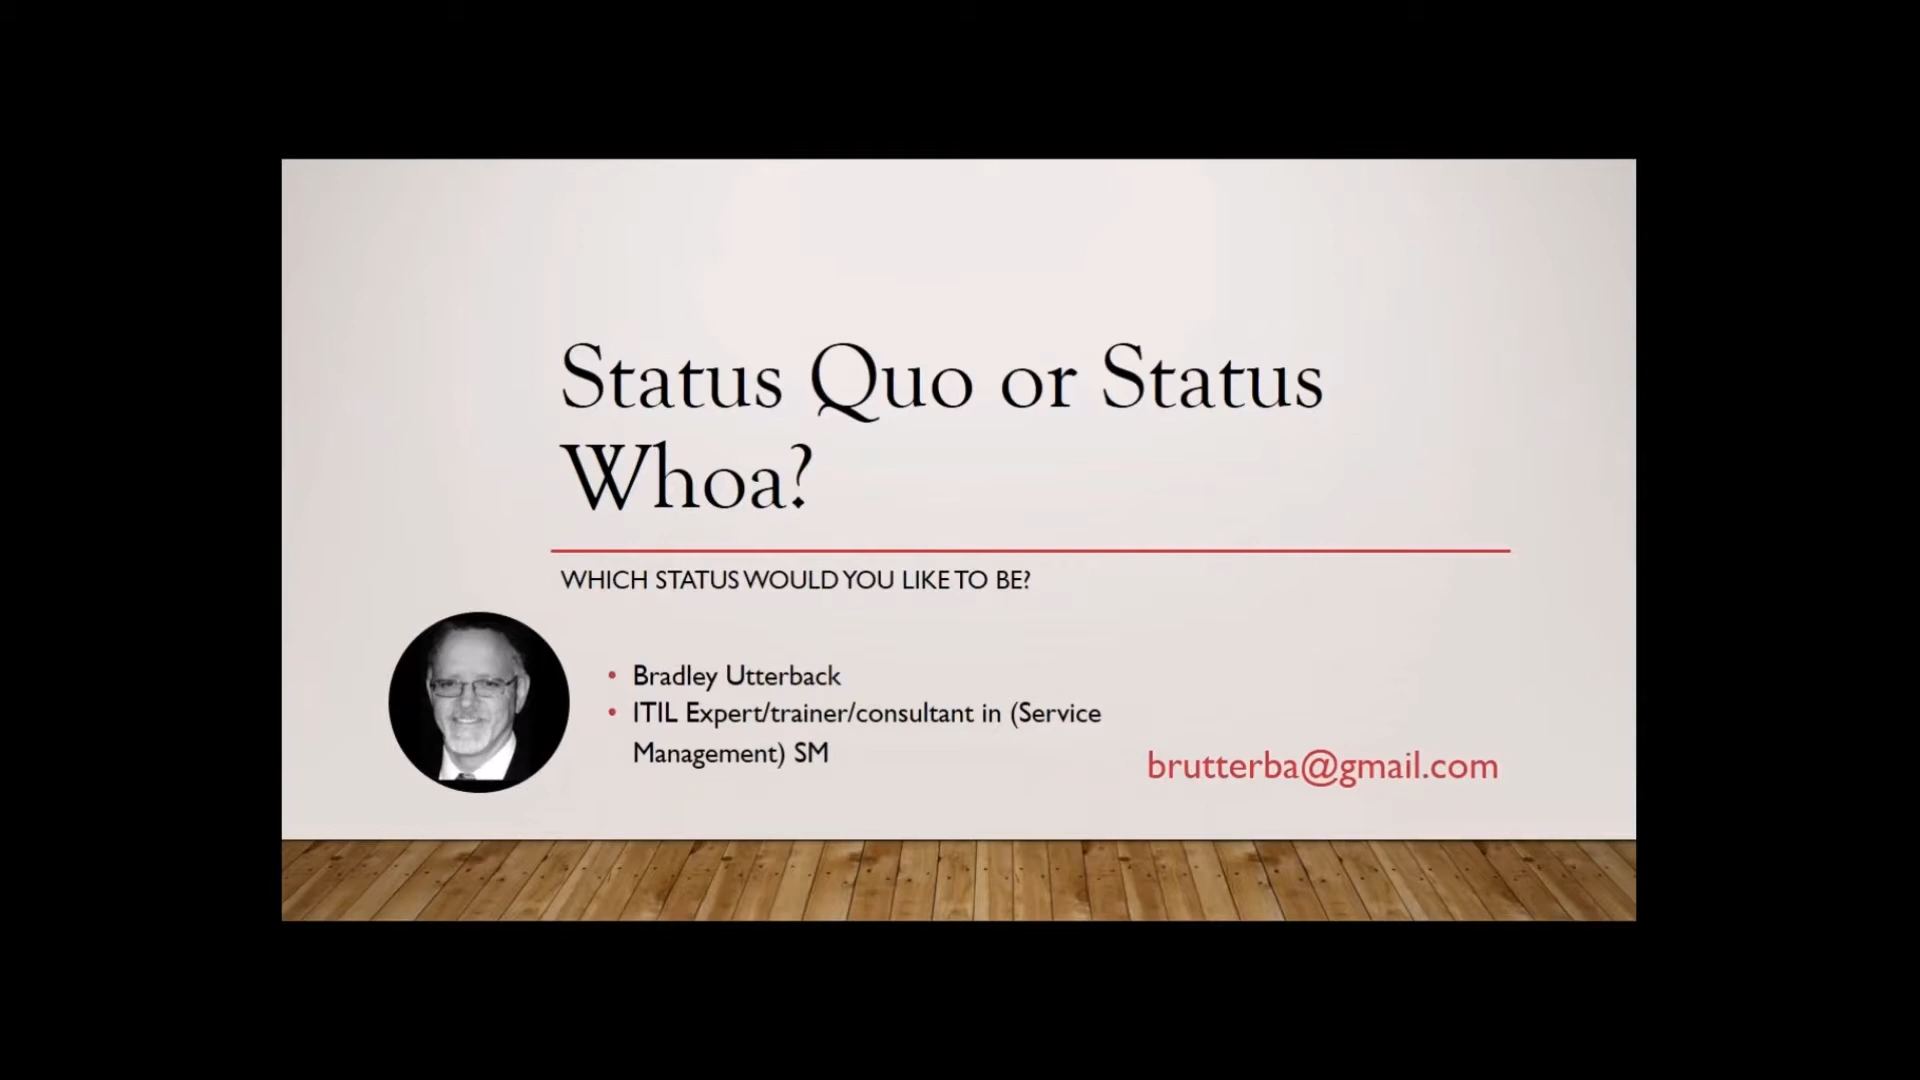 Status Quo or Status
Whoa?
WHICH STATUS WOULD YOU LIKE TO BE?
• Bradley Utterback
• ITIL Expert/trainer/consultant in (Service
Management) SM
brutterba@gmail.com